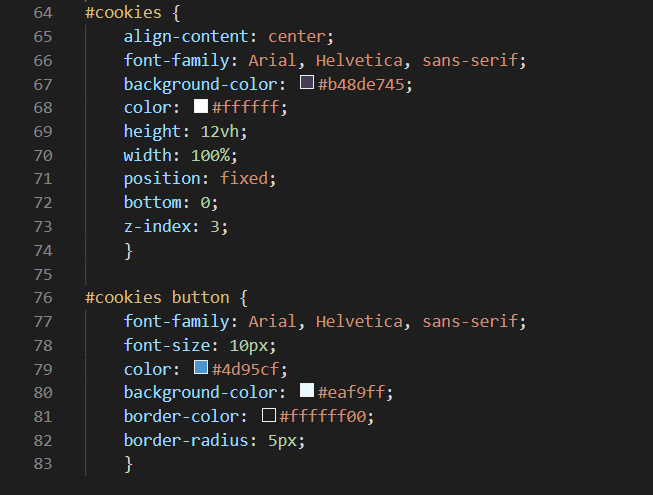 64 #cookies {
65 align-content: center;
66 font-family: Arial, Helvetica, sans-serif;
67 background-color: #b48de745;
68 color: #ffffff;
69 height: 12vh;
70 width: 100%;
71 position: fixed;
72 bottom: 0;
73 z-index: 3;
74 }
75
76 #cookies button {
77 font-family: Arial, Helvetica, sans-serif;
78 font-size: 10px;
79 color: #4d95cf;
80 background-color: #eaf9ff;
81 border-color: #ffffff00;
82 border-radius: 5px;
83 }